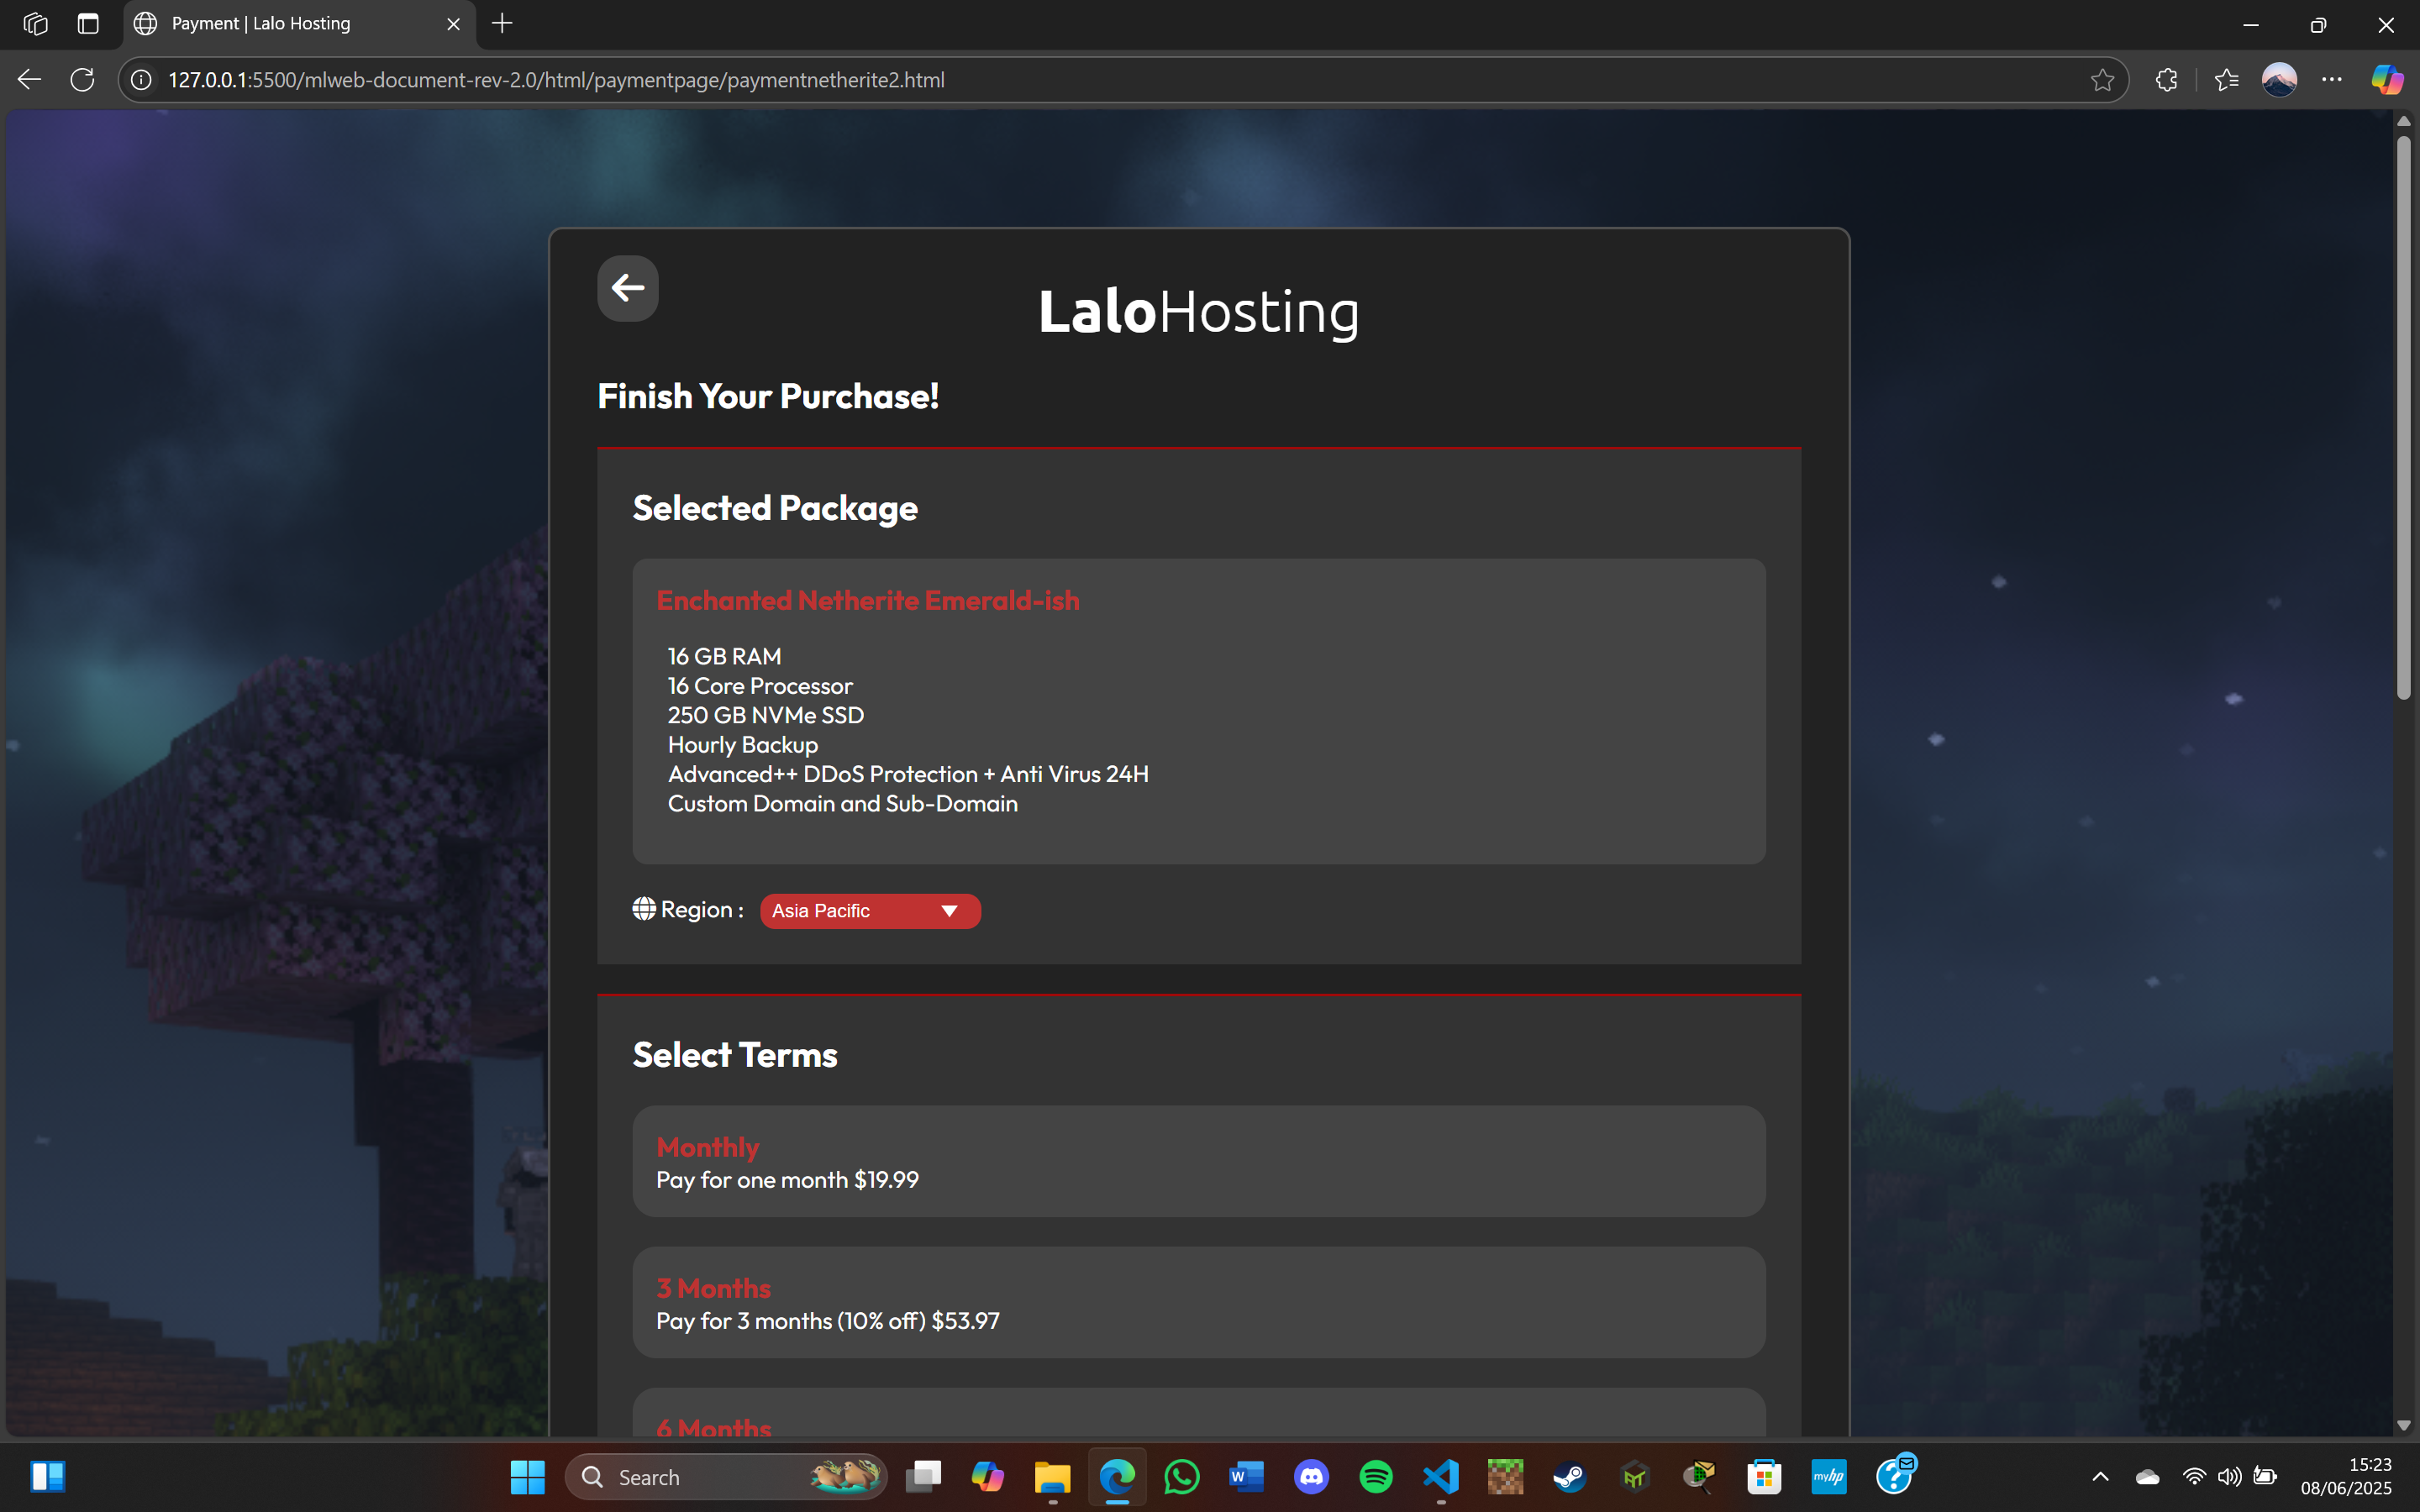 Payment | Lalo Hosting
127.0.0.1:5500/mlweb-document-rev-2.0/html/paymentpage/paymentnetherite2.html
LaloHosting
Finish Your Purchase!
Selected Package
Enchanted Netherite Emerald-ish
16 GB RAM
16 Core Processor
250 GB NVMe SSD
Hourly Backup
Advanced++ DDoS Protection + Anti Virus 24H
Custom Domain and Sub-Domain
Region :
Asia Pacific
Select Terms
Monthly
Pay for one month $19.99
3 Months
Pay for 3 months (10% off) $53.97
6 Months
Search
W
myhp
15:23
08/06/2025